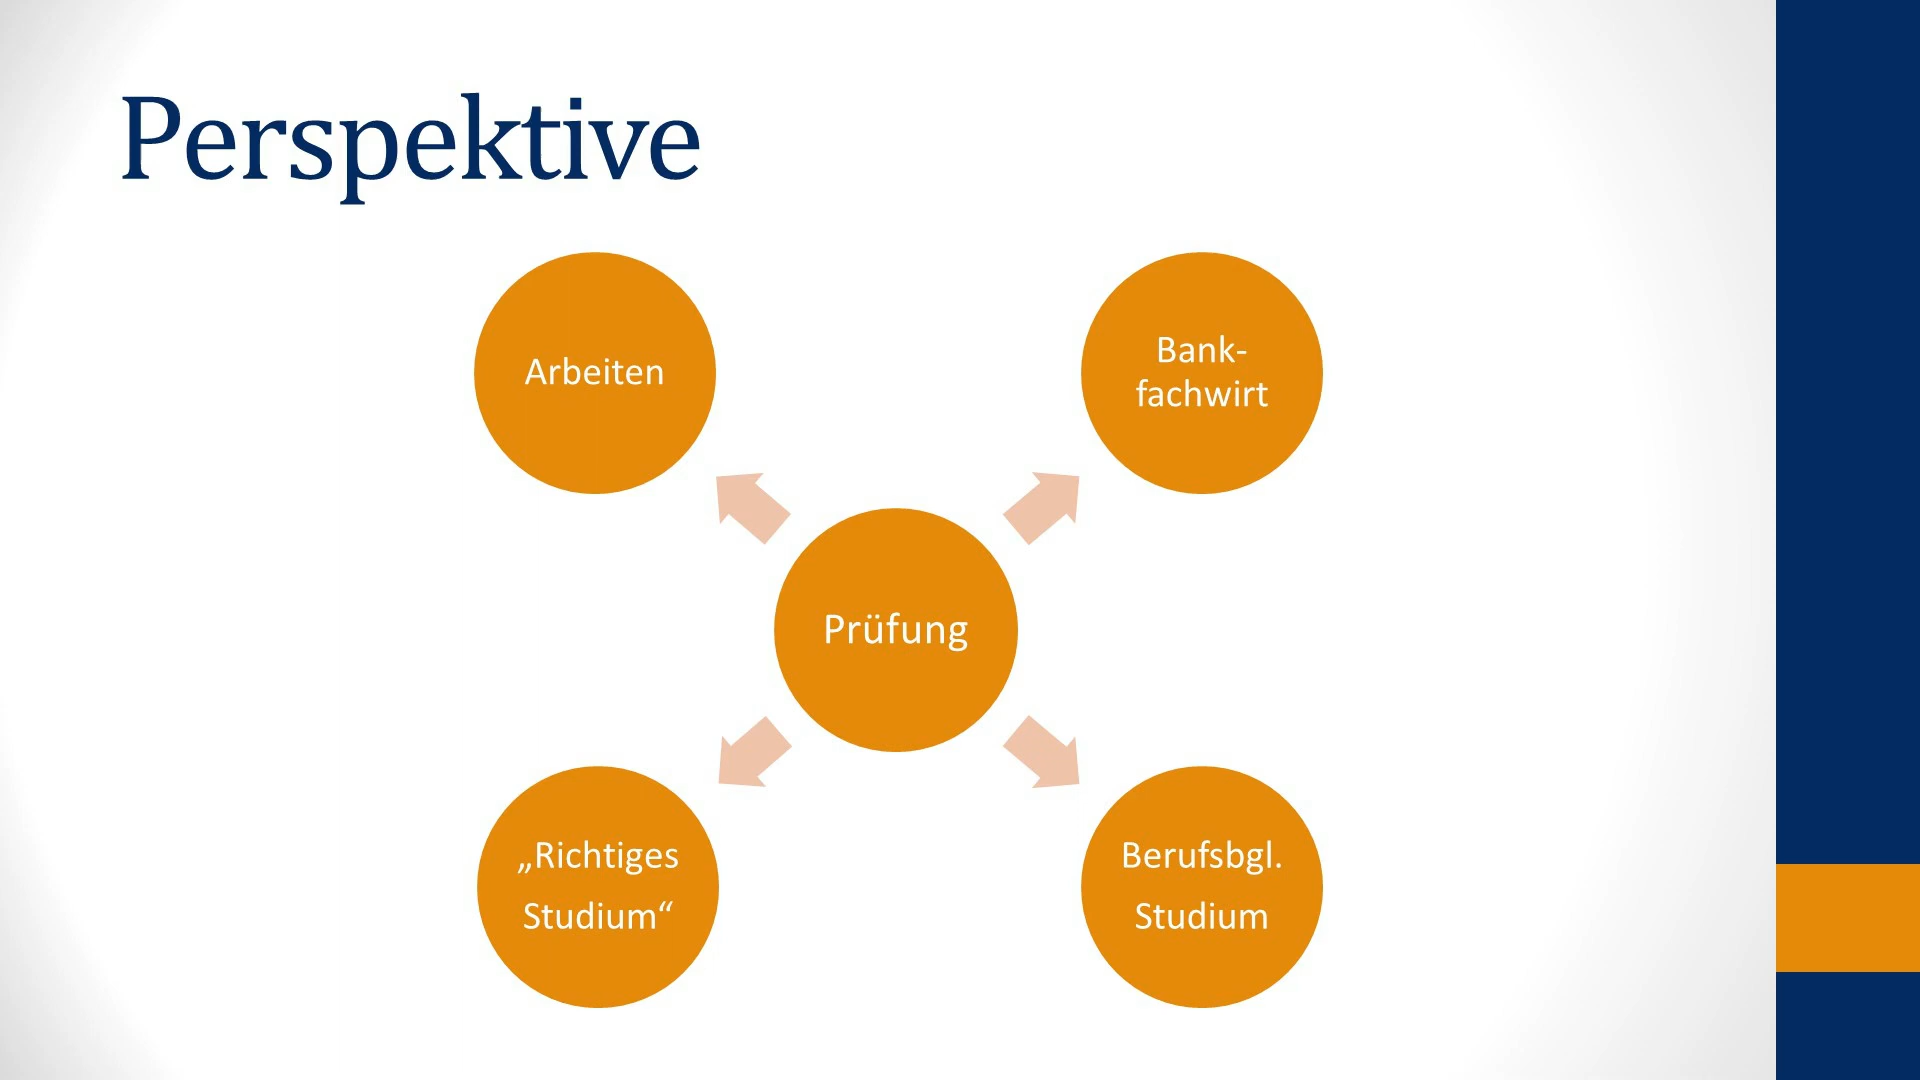 Perspektive
Arbeiten
Bank-
fachwirt
Prüfung
„Richtiges
Studium“
Berufsbgl.
Studium